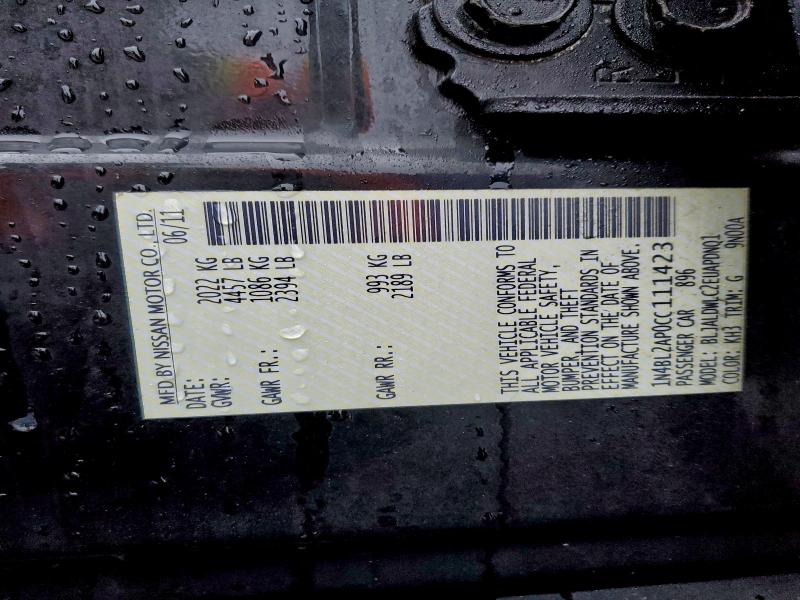 MFD BY NISSAN MOTOR CO., LTD.
DATE: 06/11
GVWR: 2022 KG
4457 LB
GAWR FR.: 1086 KG
2394 LB
GAWR RR.: 993 KG
2189 LB
THIS VEHICLE CONFORMS TO
ALL APPLICABLE FEDERAL
MOTOR VEHICLE SAFETY,
BUMPER, AND THEFT
PREVENTION STANDARDS IN
EFFECT ON THE DATE OF
MANUFACTURE SHOWN ABOVE.
1N4BL2AP0CC111423
PASSENGER CAR 896
MODEL: BLJALDWL32EUAPDNQ1
COLOR: KH3 TRIM: G 9N00A